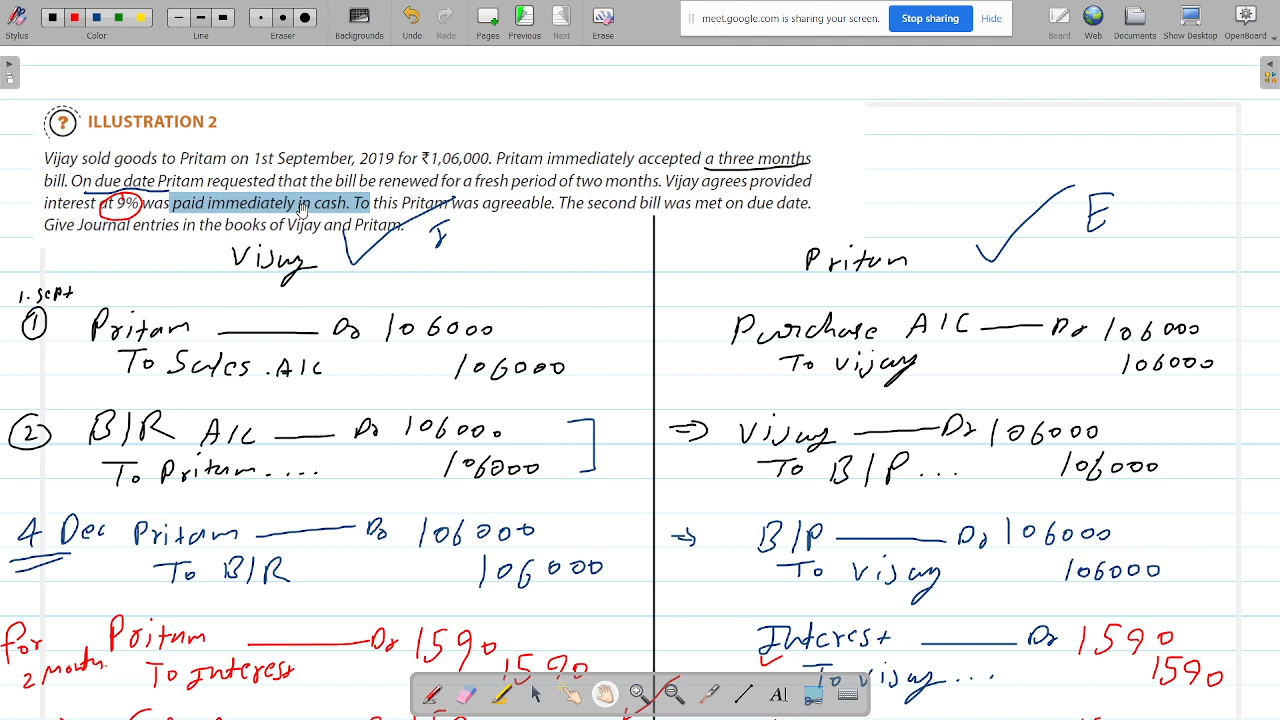 Stylus
Color
Line
Eraser
Backgrounds
Undo
Redo
Pages
Previous
Next
Erase
meet.google.com is sharing your screen.
Stop sharing
Hide
Board
Web
Documents
Show Desktop
OpenBoard
? ILLUSTRATION 2
Vijay sold goods to Pritam on 1st September, 2019 for ₹1,06,000. Pritam immediately accepted a three months
bill. On due date Pritam requested that the bill be renewed for a fresh period of two months. Vijay agrees provided
interest at 9% was paid immediately in cash. To this Pritam was agreeable. The second bill was met on due date.
Give Journal entries in the books of Vijay and Pritam.
Vijay I
Pritam E
1. Sept
1 Pritam Dr 106000
To Sales. A/C 106000
Purchase A/C Dr 106000
To Vijay 106000
2 B/R A/C Dr 106000
To Pritam.... 106000
⇒ Vijay Dr 106000
To B/P... 106000
4 Dec Pritam Dr 106000
To B/R 106000
⇒ B/P Dr 106000
To Vijay 106000
For 2 month. Pritam Dr 1590
To Interest 1590
Interest Dr 1590
To Vijay... 1590